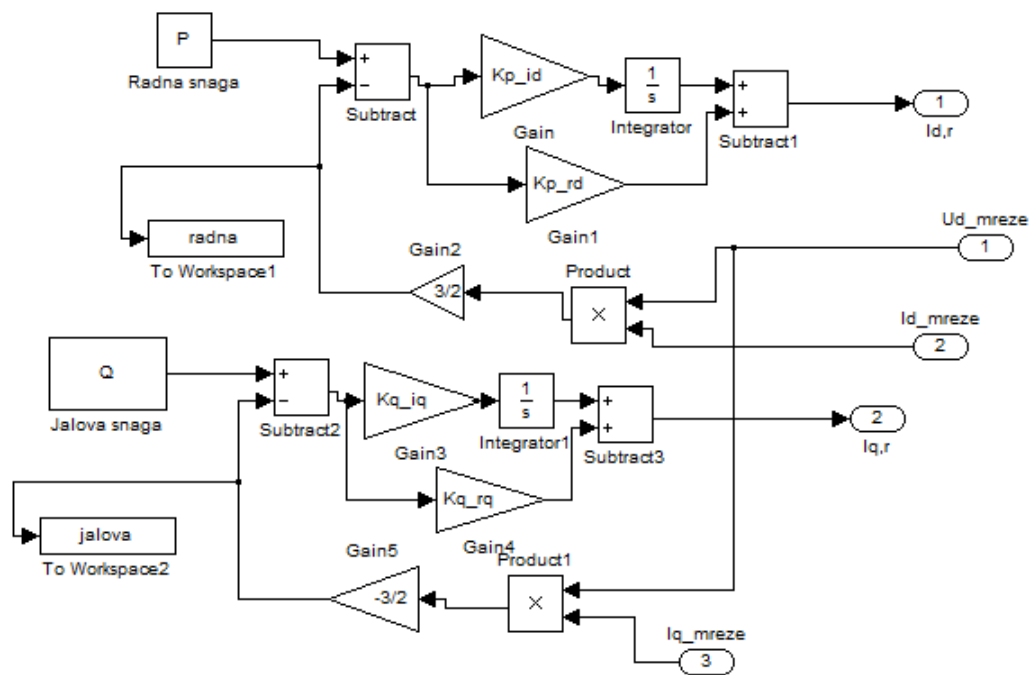 P
Radna snaga
+
−
Subtract
Kp_id
Gain
1
s
Integrator
+
+
Subtract1
1
Id,r
Kp_rd
Gain1
radna
To Workspace1
Gain2
3/2
Product
×
Ud_mreze
1
Id_mreze
2
Q
Jalova snaga
+
−
Subtract2
Kq_iq
Gain3
1
s
Integrator1
+
+
Subtract3
2
Iq,r
Kq_rq
Gain4
jalova
To Workspace2
Gain5
-3/2
Product1
×
Iq_mreze
3